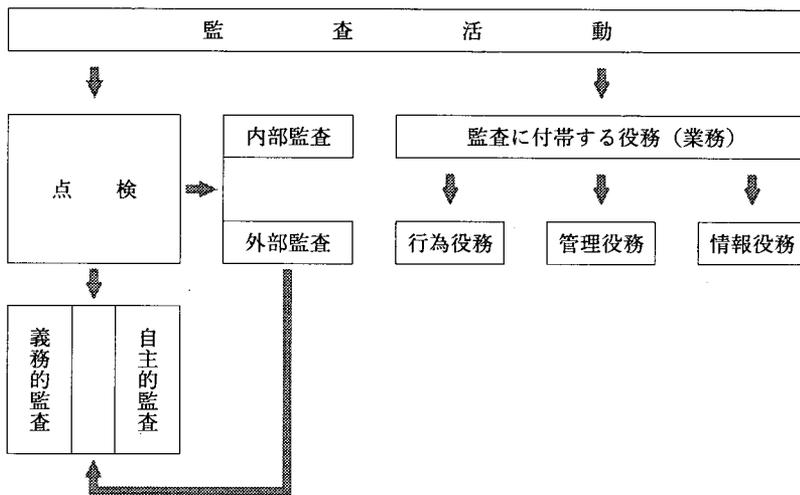 監査活動
点検
内部監査
監査に付帯する役務（業務）
外部監査
行為役務
管理役務
情報役務
義務的監査
自主的監査